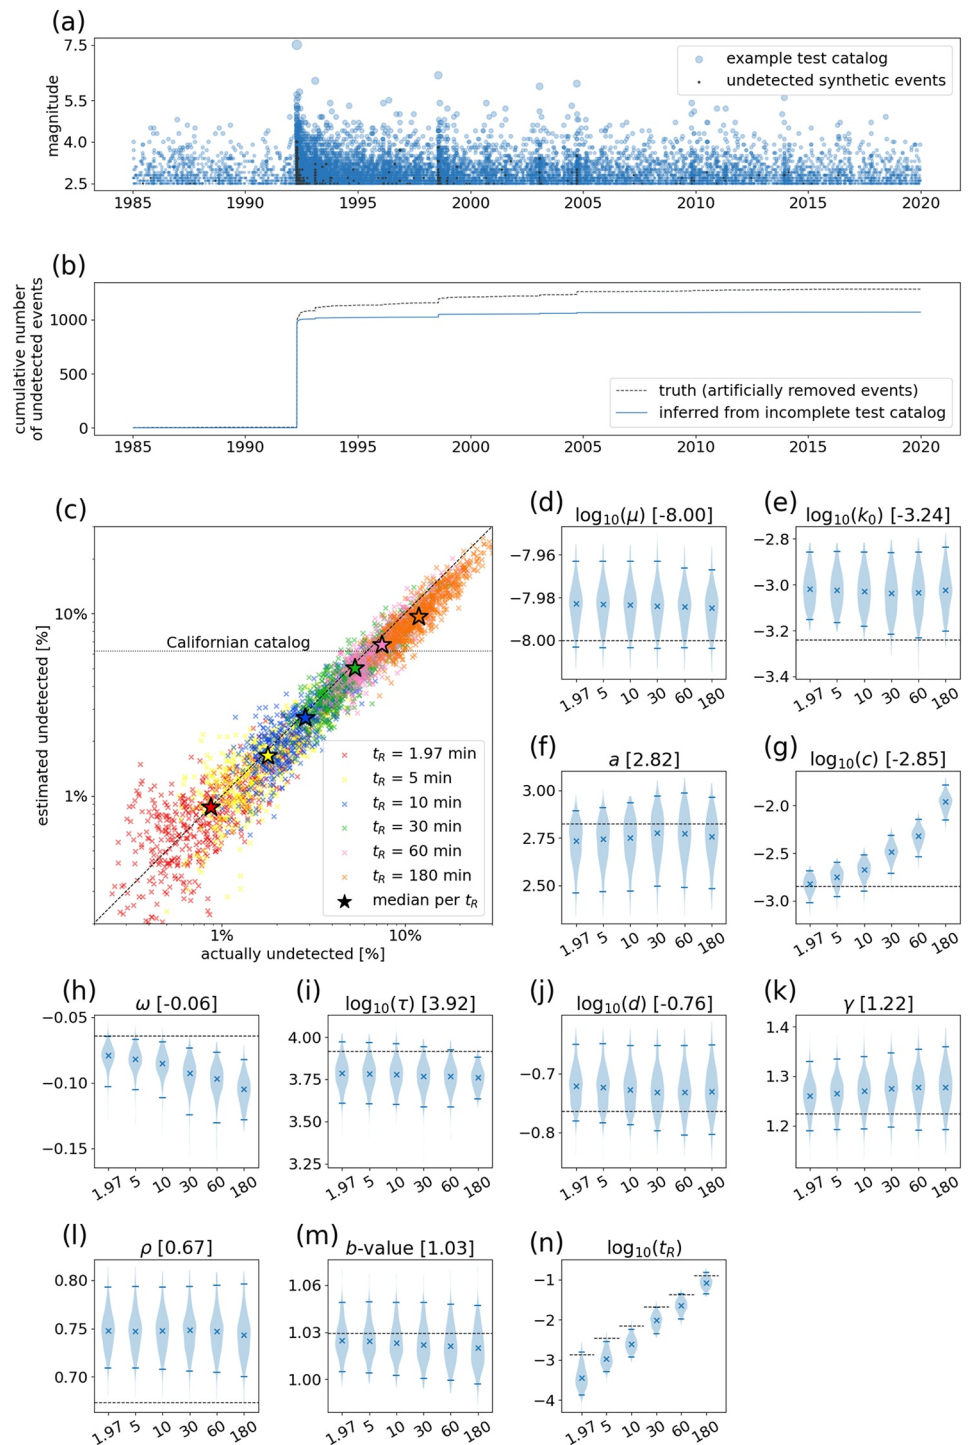 (a)
7.5
5.5
4.0
2.5
magnitude
example test catalog
undetected synthetic events
1985 1990 1995 2000 2005 2010 2015 2020
(b)
1000
500
0
cumulative number
of undetected events
truth (artificially removed events)
inferred from incomplete test catalog
1985 1990 1995 2000 2005 2010 2015 2020
(c)
10%
1%
estimated undetected [%]
Californian catalog
t_R = 1.97 min
t_R = 5 min
t_R = 10 min
t_R = 30 min
t_R = 60 min
t_R = 180 min
median per t_R
1% 10%
actually undetected [%]
(d)
log10(μ) [-8.00]
−7.96
−7.98
−8.00
1.97 5 10 30 60 180
(e)
log10(k0) [-3.24]
−2.8
−3.0
−3.2
−3.4
1.97 5 10 30 60 180
(f)
a [2.82]
3.00
2.75
2.50
1.97 5 10 30 60 180
(g)
log10(c) [-2.85]
−2.0
−2.5
−3.0
1.97 5 10 30 60 180
(h)
ω [-0.06]
−0.05
−0.10
−0.15
1.97 5 10 30 60 180
(i)
log10(τ) [3.92]
4.00
3.75
3.50
3.25
1.97 5 10 30 60 180
(j)
log10(d) [-0.76]
−0.7
−0.8
1.97 5 10 30 60 180
(k)
γ [1.22]
1.4
1.3
1.2
1.97 5 10 30 60 180
(l)
ρ [0.67]
0.80
0.75
0.70
1.97 5 10 30 60 180
(m)
b-value [1.03]
1.06
1.03
1.00
1.97 5 10 30 60 180
(n)
log10(t_R)
−1
−2
−3
−4
1.97 5 10 30 60 180